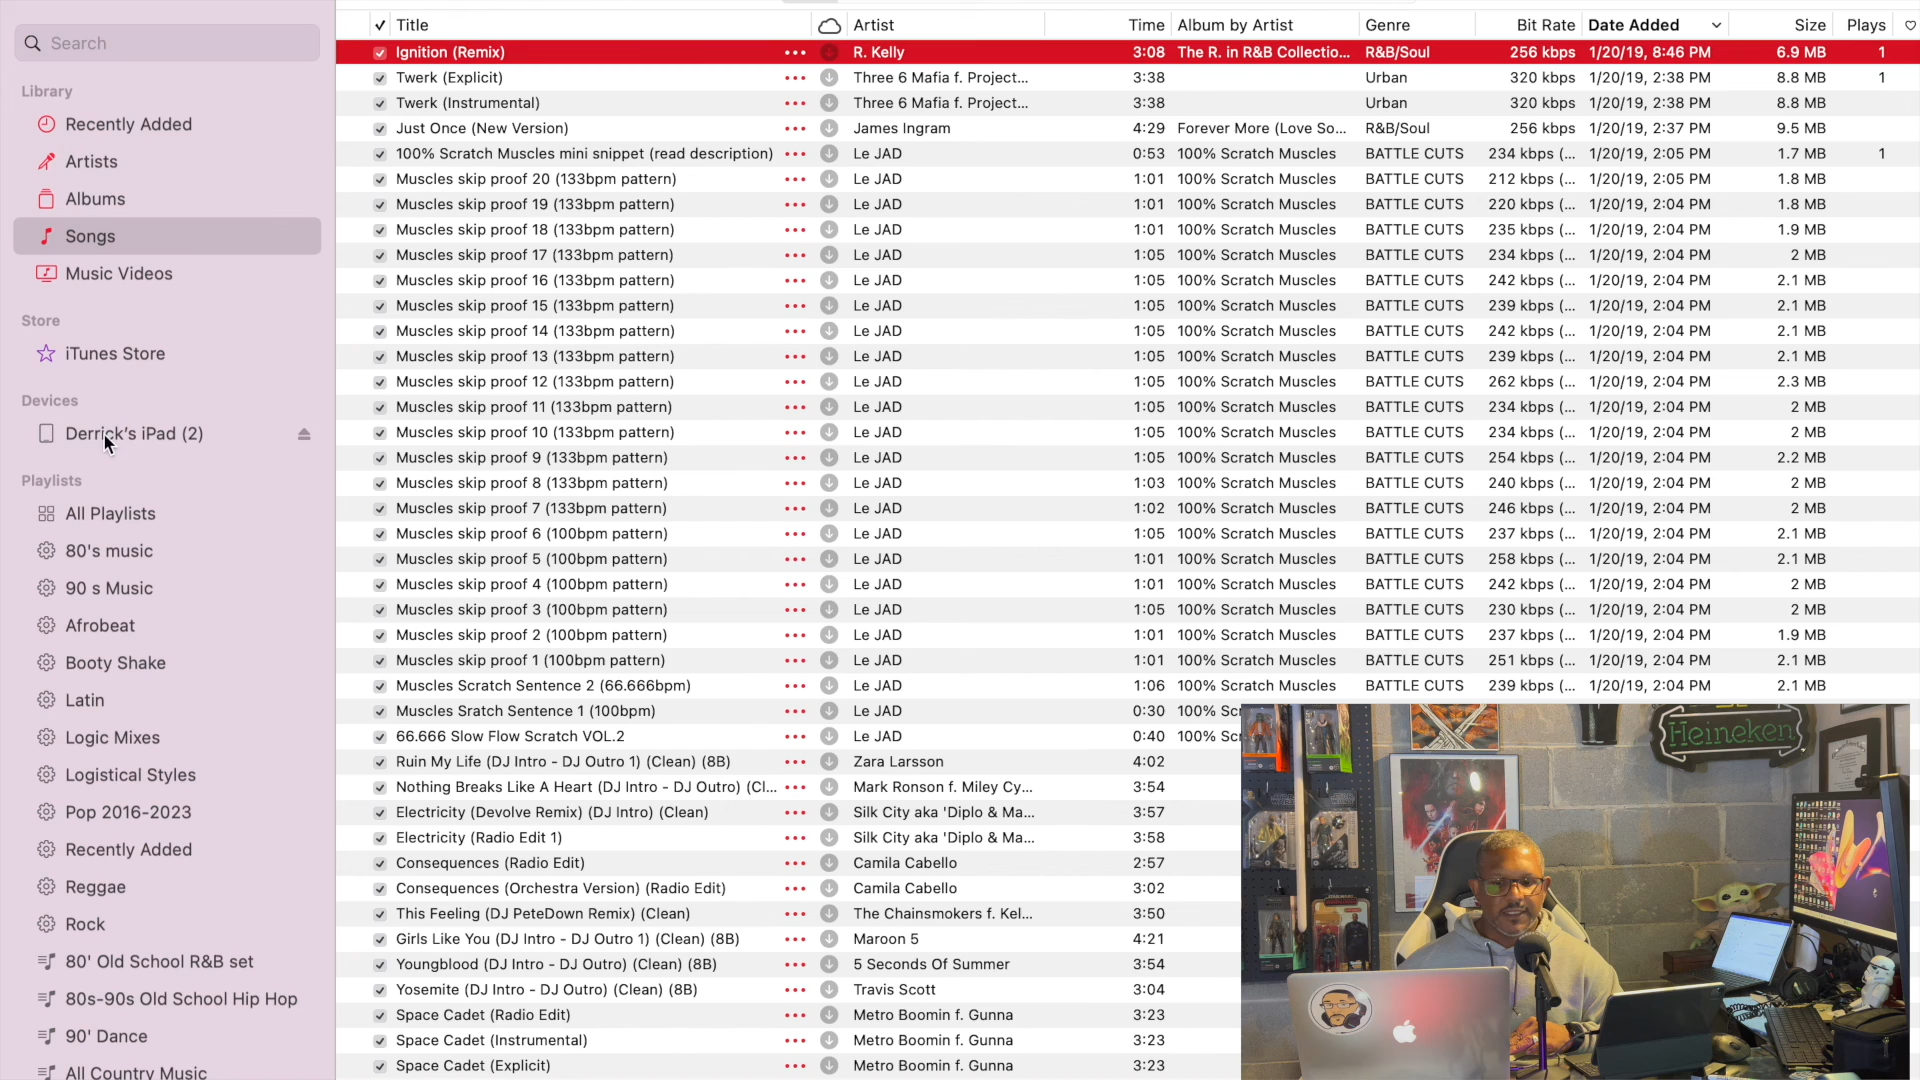 Search
Library
Recently Added
Artists
Albums
Songs
Music Videos
Store
iTunes Store
Devices
Derrick's iPad (2)
Playlists
All Playlists
80's music
90 s Music
Afrobeat
Booty Shake
Latin
Logic Mixes
Logistical Styles
Pop 2016-2023
Recently Added
Reggae
Rock
80' Old School R&B set
80s-90s Old School Hip Hop
90' Dance
All Country Music
Title Artist Time Album by Artist Genre Bit Rate Date Added Size Plays
Ignition (Remix) ••• R. Kelly 3:08 The R. in R&B Collectio... R&B/Soul 256 kbps 1/20/19, 8:46 PM 6.9 MB 1
Twerk (Explicit) ••• Three 6 Mafia f. Project... 3:38 Urban 320 kbps 1/20/19, 2:38 PM 8.8 MB 1
Twerk (Instrumental) ••• Three 6 Mafia f. Project... 3:38 Urban 320 kbps 1/20/19, 2:38 PM 8.8 MB
Just Once (New Version) ••• James Ingram 4:29 Forever More (Love So... R&B/Soul 256 kbps 1/20/19, 2:37 PM 9.5 MB
100% Scratch Muscles mini snippet (read description) ••• Le JAD 0:53 100% Scratch Muscles BATTLE CUTS 234 kbps (... 1/20/19, 2:05 PM 1.7 MB 1
Muscles skip proof 20 (133bpm pattern) ••• Le JAD 1:01 100% Scratch Muscles BATTLE CUTS 212 kbps (... 1/20/19, 2:05 PM 1.8 MB
Muscles skip proof 19 (133bpm pattern) ••• Le JAD 1:01 100% Scratch Muscles BATTLE CUTS 220 kbps (... 1/20/19, 2:04 PM 1.8 MB
Muscles skip proof 18 (133bpm pattern) ••• Le JAD 1:01 100% Scratch Muscles BATTLE CUTS 235 kbps (... 1/20/19, 2:04 PM 1.9 MB
Muscles skip proof 17 (133bpm pattern) ••• Le JAD 1:05 100% Scratch Muscles BATTLE CUTS 234 kbps (... 1/20/19, 2:04 PM 2 MB
Muscles skip proof 16 (133bpm pattern) ••• Le JAD 1:05 100% Scratch Muscles BATTLE CUTS 242 kbps (... 1/20/19, 2:04 PM 2.1 MB
Muscles skip proof 15 (133bpm pattern) ••• Le JAD 1:05 100% Scratch Muscles BATTLE CUTS 239 kbps (... 1/20/19, 2:04 PM 2.1 MB
Muscles skip proof 14 (133bpm pattern) ••• Le JAD 1:05 100% Scratch Muscles BATTLE CUTS 242 kbps (... 1/20/19, 2:04 PM 2.1 MB
Muscles skip proof 13 (133bpm pattern) ••• Le JAD 1:05 100% Scratch Muscles BATTLE CUTS 239 kbps (... 1/20/19, 2:04 PM 2.1 MB
Muscles skip proof 12 (133bpm pattern) ••• Le JAD 1:05 100% Scratch Muscles BATTLE CUTS 262 kbps (... 1/20/19, 2:04 PM 2.3 MB
Muscles skip proof 11 (133bpm pattern) ••• Le JAD 1:05 100% Scratch Muscles BATTLE CUTS 234 kbps (... 1/20/19, 2:04 PM 2 MB
Muscles skip proof 10 (133bpm pattern) ••• Le JAD 1:05 100% Scratch Muscles BATTLE CUTS 234 kbps (... 1/20/19, 2:04 PM 2 MB
Muscles skip proof 9 (133bpm pattern) ••• Le JAD 1:05 100% Scratch Muscles BATTLE CUTS 254 kbps (... 1/20/19, 2:04 PM 2.2 MB
Muscles skip proof 8 (133bpm pattern) ••• Le JAD 1:03 100% Scratch Muscles BATTLE CUTS 240 kbps (... 1/20/19, 2:04 PM 2 MB
Muscles skip proof 7 (133bpm pattern) ••• Le JAD 1:02 100% Scratch Muscles BATTLE CUTS 246 kbps (... 1/20/19, 2:04 PM 2 MB
Muscles skip proof 6 (100bpm pattern) ••• Le JAD 1:05 100% Scratch Muscles BATTLE CUTS 237 kbps (... 1/20/19, 2:04 PM 2.1 MB
Muscles skip proof 5 (100bpm pattern) ••• Le JAD 1:01 100% Scratch Muscles BATTLE CUTS 258 kbps (... 1/20/19, 2:04 PM 2.1 MB
Muscles skip proof 4 (100bpm pattern) ••• Le JAD 1:01 100% Scratch Muscles BATTLE CUTS 242 kbps (... 1/20/19, 2:04 PM 2 MB
Muscles skip proof 3 (100bpm pattern) ••• Le JAD 1:05 100% Scratch Muscles BATTLE CUTS 230 kbps (... 1/20/19, 2:04 PM 2 MB
Muscles skip proof 2 (100bpm pattern) ••• Le JAD 1:01 100% Scratch Muscles BATTLE CUTS 237 kbps (... 1/20/19, 2:04 PM 1.9 MB
Muscles skip proof 1 (100bpm pattern) ••• Le JAD 1:01 100% Scratch Muscles BATTLE CUTS 251 kbps (... 1/20/19, 2:04 PM 2.1 MB
Muscles Scratch Sentence 2 (66.666bpm) ••• Le JAD 1:06 100% Scratch Muscles BATTLE CUTS 239 kbps (... 1/20/19, 2:04 PM 2.1 MB
Muscles Sratch Sentence 1 (100bpm) ••• Le JAD 0:30 100% Sc
66.666 Slow Flow Scratch VOL.2 ••• Le JAD 0:40 100% Sc
Ruin My Life (DJ Intro - DJ Outro 1) (Clean) (8B) ••• Zara Larsson 4:02
Nothing Breaks Like A Heart (DJ Intro - DJ Outro) (Cl... ••• Mark Ronson f. Miley Cy... 3:54
Electricity (Devolve Remix) (DJ Intro) (Clean) ••• Silk City aka 'Diplo & Ma... 3:57
Electricity (Radio Edit 1) ••• Silk City aka 'Diplo & Ma... 3:58
Consequences (Radio Edit) ••• Camila Cabello 2:57
Consequences (Orchestra Version) (Radio Edit) ••• Camila Cabello 3:02
This Feeling (DJ PeteDown Remix) (Clean) ••• The Chainsmokers f. Kel... 3:50
Girls Like You (DJ Intro - DJ Outro 1) (Clean) (8B) ••• Maroon 5 4:21
Youngblood (DJ Intro - DJ Outro) (Clean) (8B) ••• 5 Seconds Of Summer 3:54
Yosemite (DJ Intro - DJ Outro) (Clean) (8B) ••• Travis Scott 3:04
Space Cadet (Radio Edit) ••• Metro Boomin f. Gunna 3:23
Space Cadet (Instrumental) ••• Metro Boomin f. Gunna 3:23
Space Cadet (Explicit) ••• Metro Boomin f. Gunna 3:23
Heineken